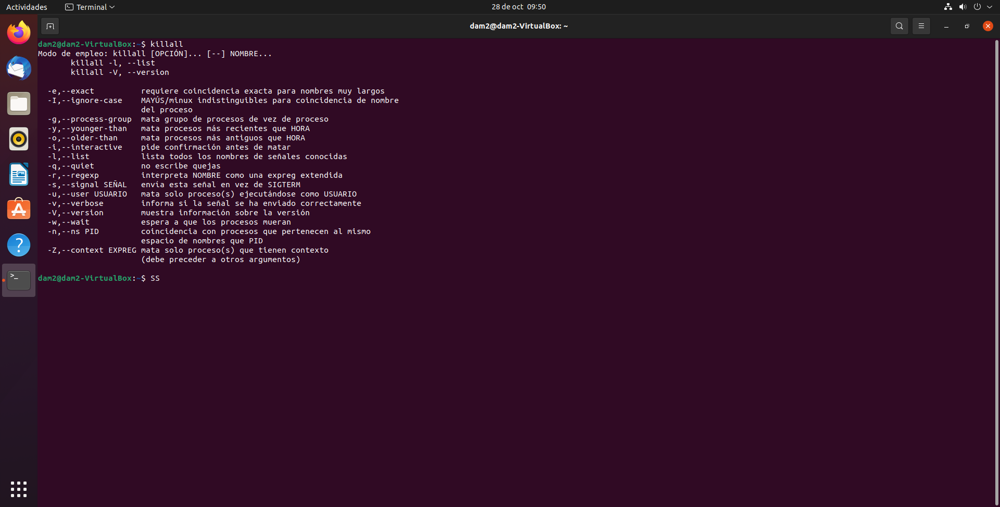 Actividades
Terminal
28 de oct 09:50
dam2@dam2-VirtualBox: ~
dam2@dam2-VirtualBox:~$ killall
Modo de empleo: killall [OPCIÓN]... [--] NOMBRE...
       killall -l, --list
       killall -V, --version
  -e,--exact          requiere coincidencia exacta para nombres muy largos
  -I,--ignore-case    MAYÚS/minux indistinguibles para coincidencia de nombre
                      del proceso
  -g,--process-group  mata grupo de procesos de vez de proceso
  -y,--younger-than   mata procesos más recientes que HORA
  -o,--older-than     mata procesos más antiguos que HORA
  -i,--interactive    pide confirmación antes de matar
  -l,--list           lista todos los nombres de señales conocidas
  -q,--quiet          no escribe quejas
  -r,--regexp         interpreta NOMBRE como una expreg extendida
  -s,--signal SEÑAL   envía esta señal en vez de SIGTERM
  -u,--user USUARIO   mata solo proceso(s) ejecutándose como USUARIO
  -v,--verbose        informa si la señal se ha enviado correctamente
  -V,--version        muestra información sobre la versión
  -w,--wait           espera a que los procesos mueran
  -n,--ns PID         coincidencia con procesos que pertenecen al mismo
                      espacio de nombres que PID
  -Z,--context EXPREG mata solo proceso(s) que tienen contexto
                      (debe preceder a otros argumentos)
dam2@dam2-VirtualBox:~$ SS